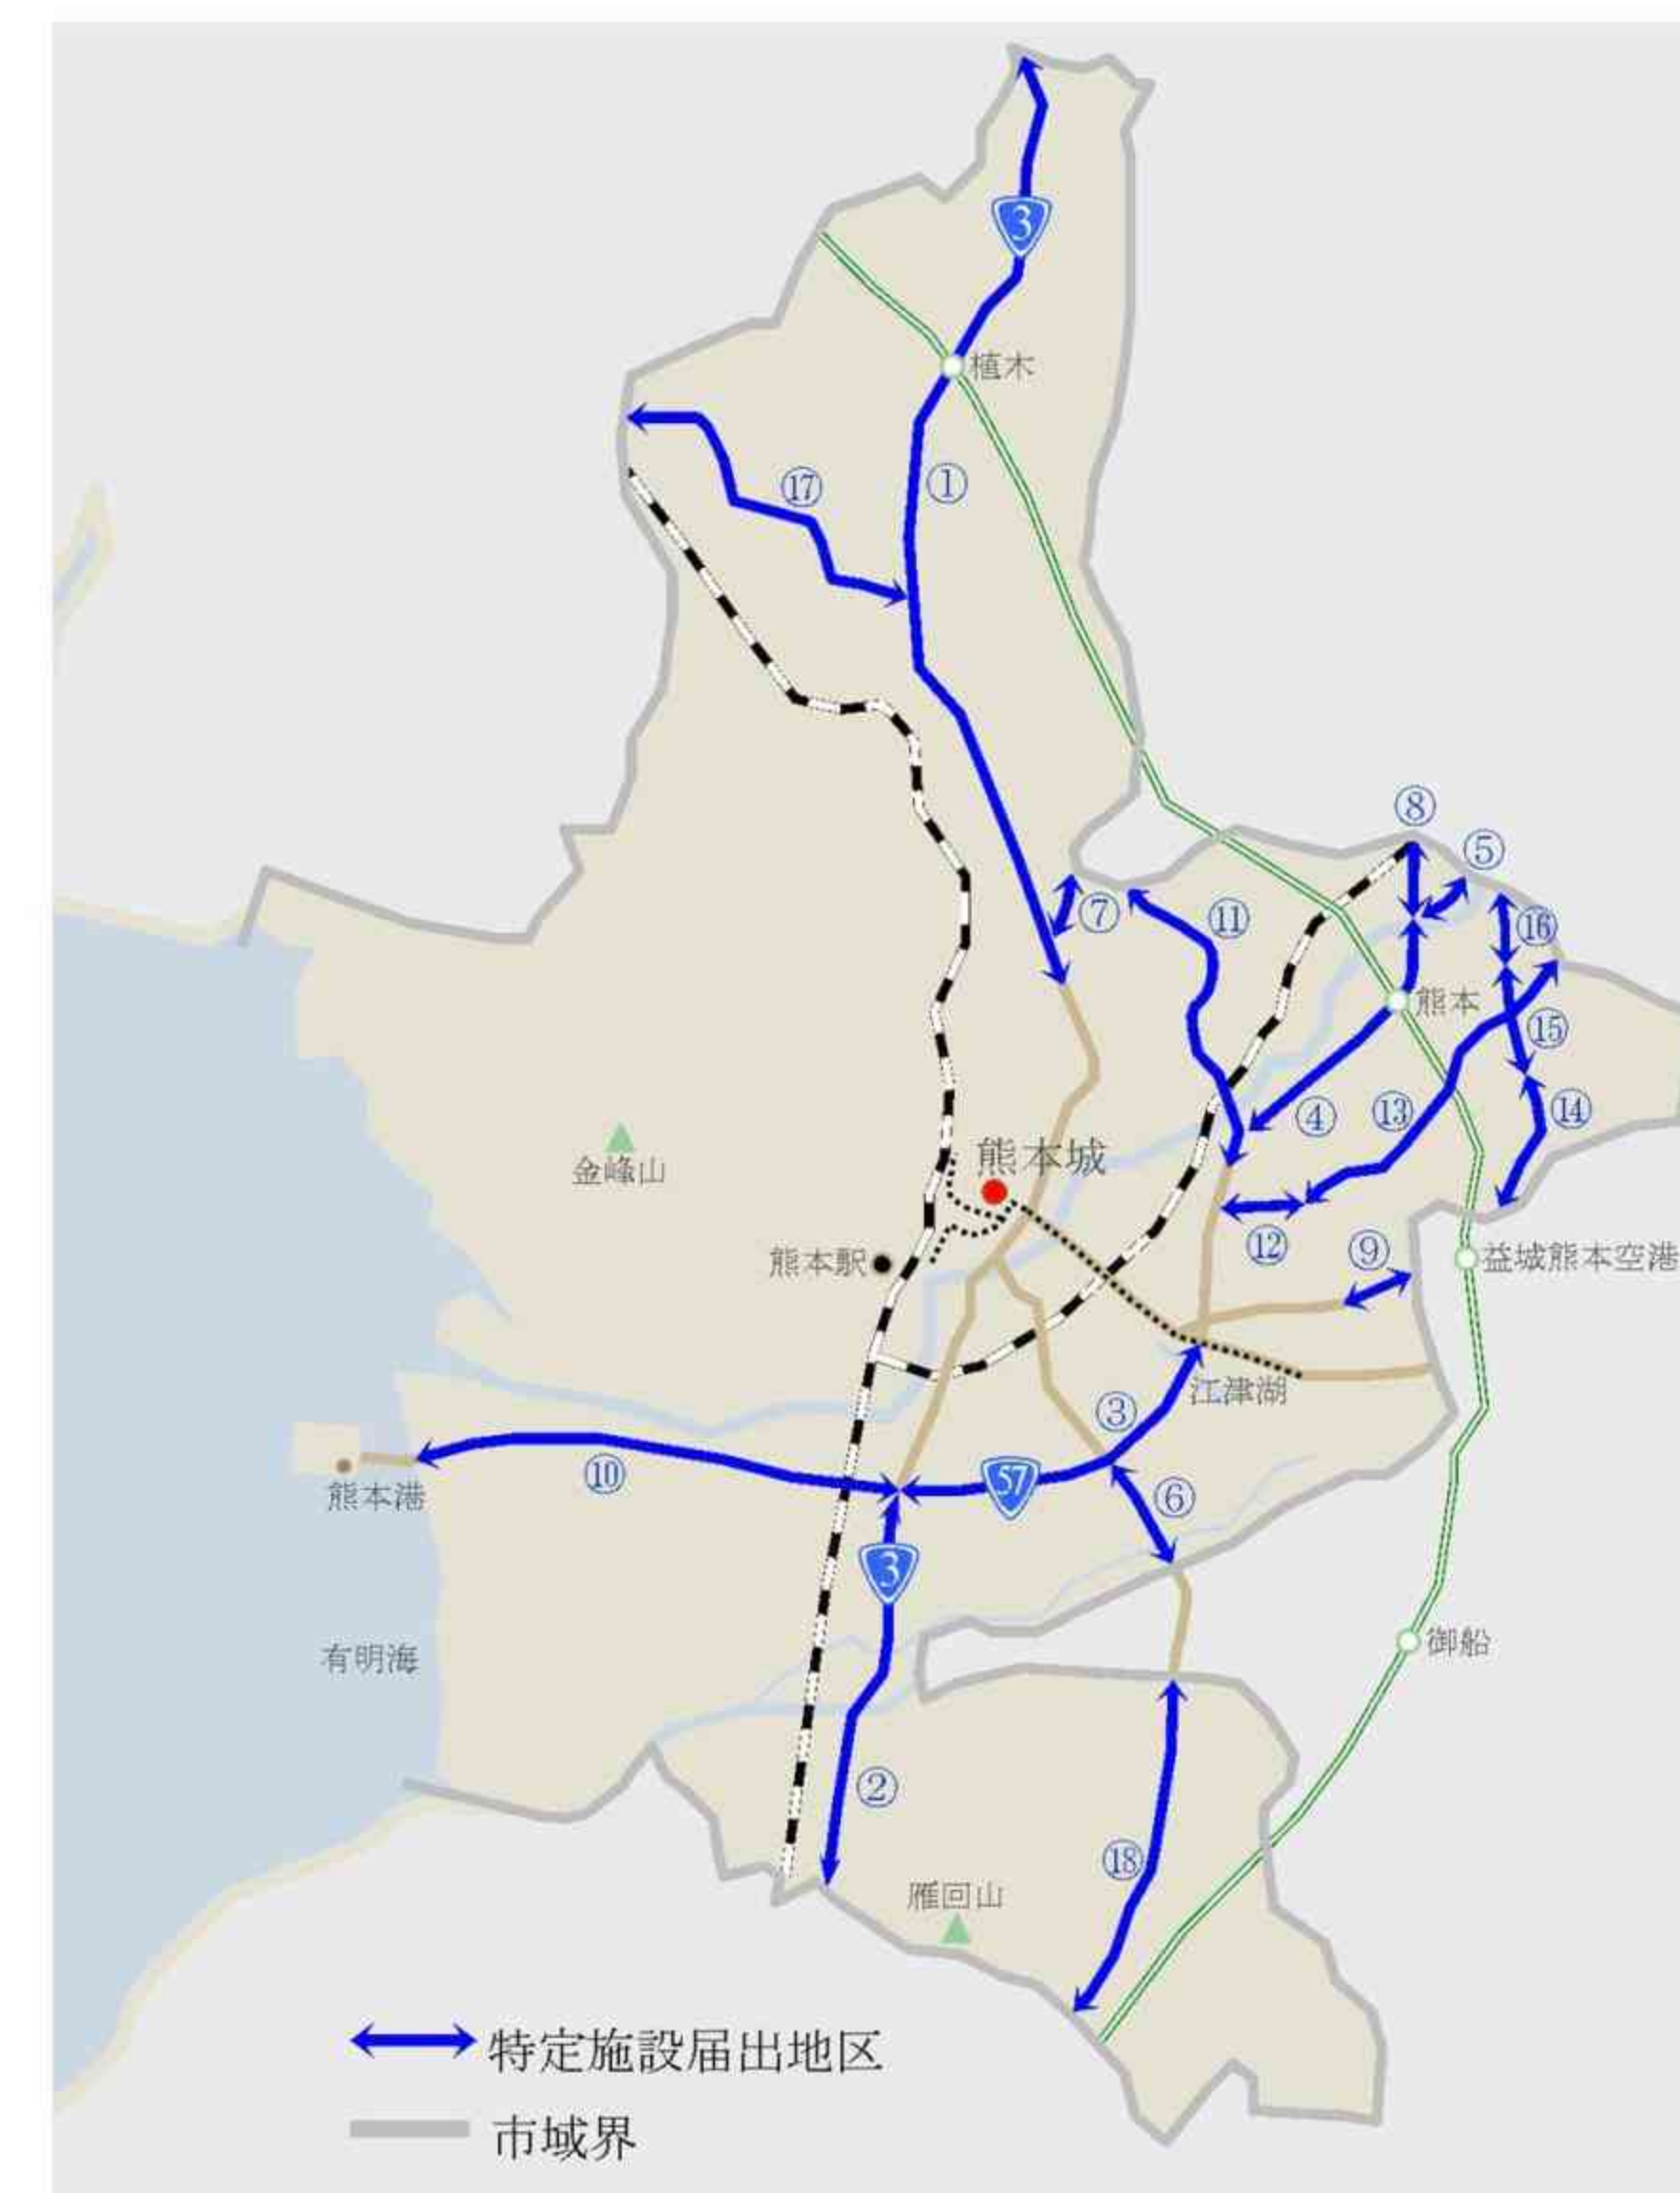 3
植木
①
⑰
⑧
⑤
⑦
⑪
⑯
熊本
⑮
④
⑬
⑭
熊本城
金峰山
⑫
⑨
熊本駅
益城熊本空港
江津湖
③
⑩
57
⑥
熊本港
3
有明海
御船
②
⑱
雁回山
特定施設届出地区
市域界